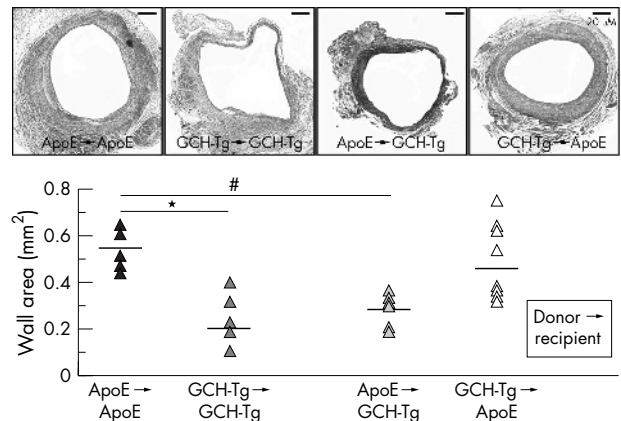 20 μM
ApoE→ApoE
GCH-Tg→GCH-Tg
ApoE→GCH-Tg
GCH-Tg→ApoE
Wall area (mm²)
0.8
0.6
0.4
0.2
0
#
★
Donor →
recipient
ApoE →
ApoE
GCH-Tg →
GCH-Tg
ApoE →
GCH-Tg
GCH-Tg →
ApoE